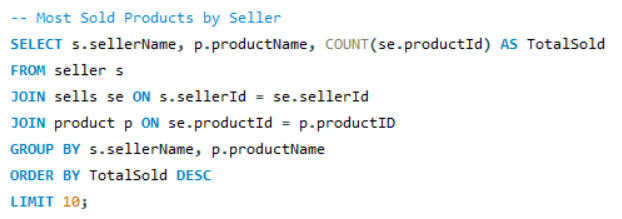 -- Most Sold Products by Seller
SELECT s.sellerName, p.productName, COUNT(se.productId) AS TotalSold
FROM seller s
JOIN sells se ON s.sellerId = se.sellerId
JOIN product p ON se.productId = p.productID
GROUP BY s.sellerName, p.productName
ORDER BY TotalSold DESC
LIMIT 10;